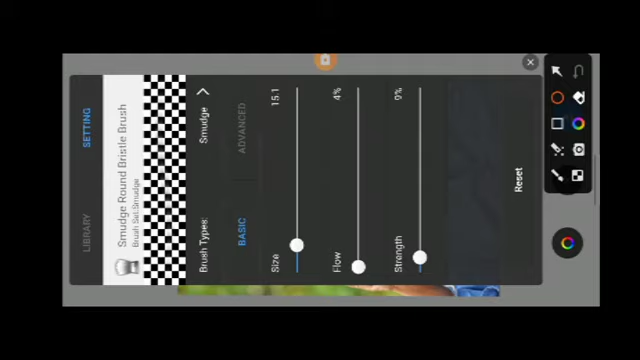 LIBRARY
SETTING
Smudge Round Bristle Brush
Brush Set:Smudge
Brush Types:
Smudge
BASIC
ADVANCED
Size
15.1
Flow
4%
Strength
9%
Reset